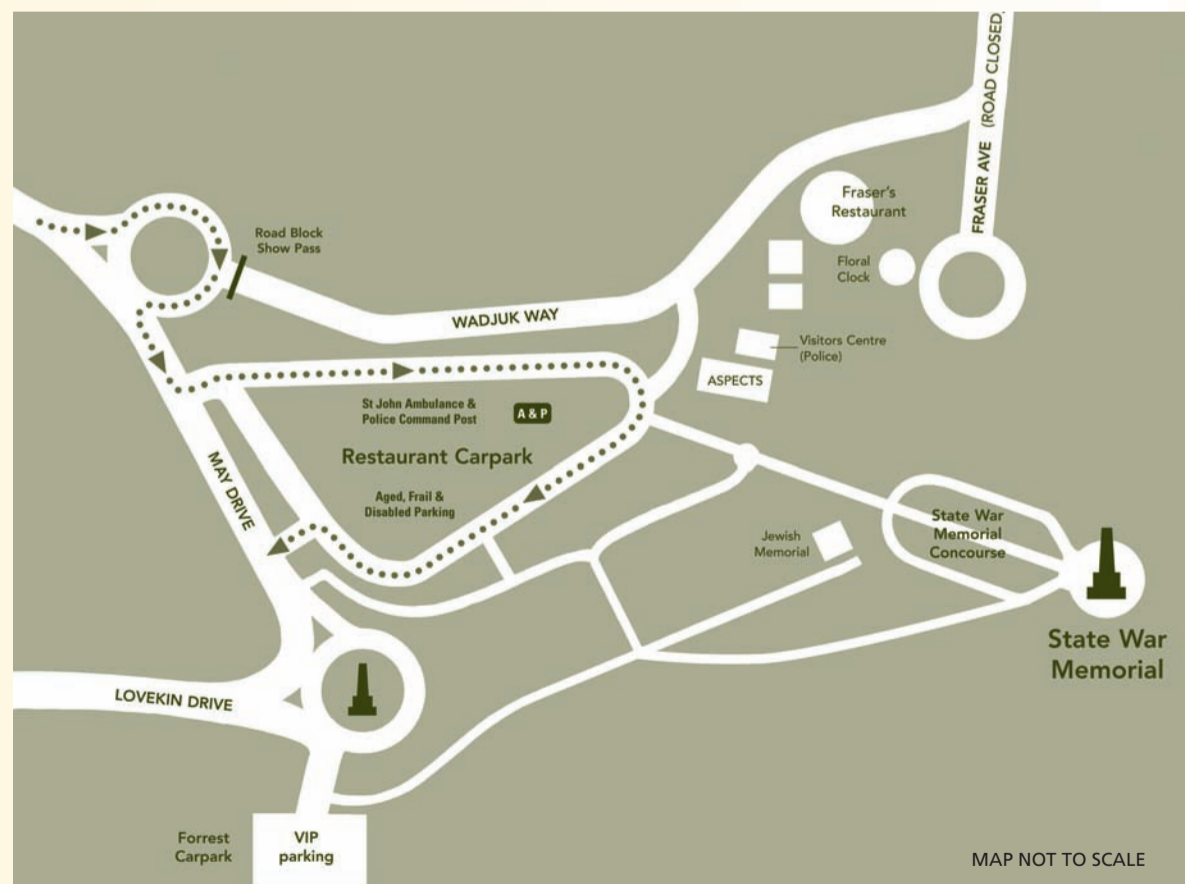 FRASER AVE (ROAD CLOSED)
Fraser's
Restaurant
Road Block
Show Pass
Floral
Clock
WADJUK WAY
Visitors Centre
(Police)
ASPECTS
St John Ambulance &
Police Command Post
A & P
Restaurant Carpark
MAY DRIVE
Aged, Frail &
Disabled Parking
Jewish
Memorial
State War
Memorial
Concourse
State War
Memorial
LOVEKIN DRIVE
Forrest
Carpark
VIP
parking
MAP NOT TO SCALE